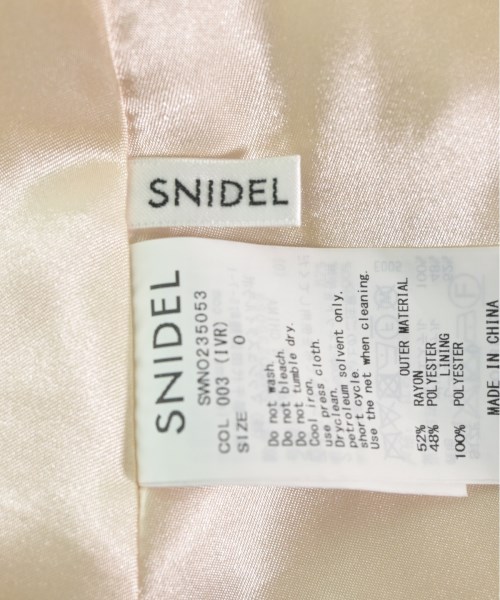 SNIDEL
SNIDEL
SWNO235053
COL 003 (IVR)
SIZE 0
Do not wash.
Do not bleach.
Do not tumble dry.
Cool iron.
use press cloth.
Dryclean.
petroleum solvent only.
short cycle.
Use the net when cleaning.
OUTER MATERIAL
52% RAYON
48% POLYESTER
LINING
100% POLYESTER
MADE IN CHINA